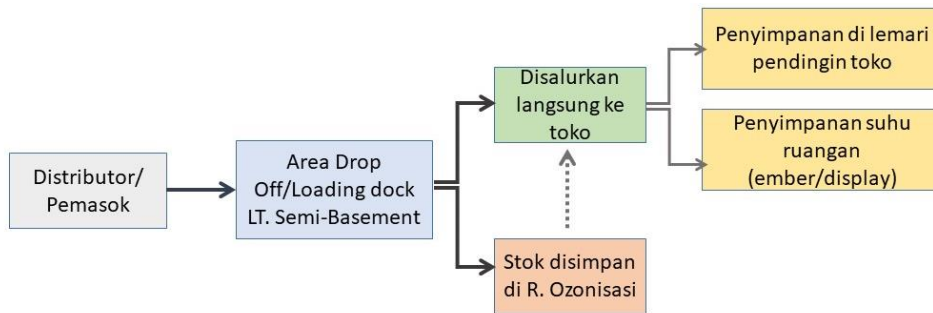 Distributor/
Pemasok
Area Drop
Off/Loading dock
LT. Semi-Basement
Disalurkan
langsung ke
toko
Stok disimpan
di R. Ozonisasi
Penyimpanan di lemari
pendingin toko
Penyimpanan suhu
ruangan
(ember/display)